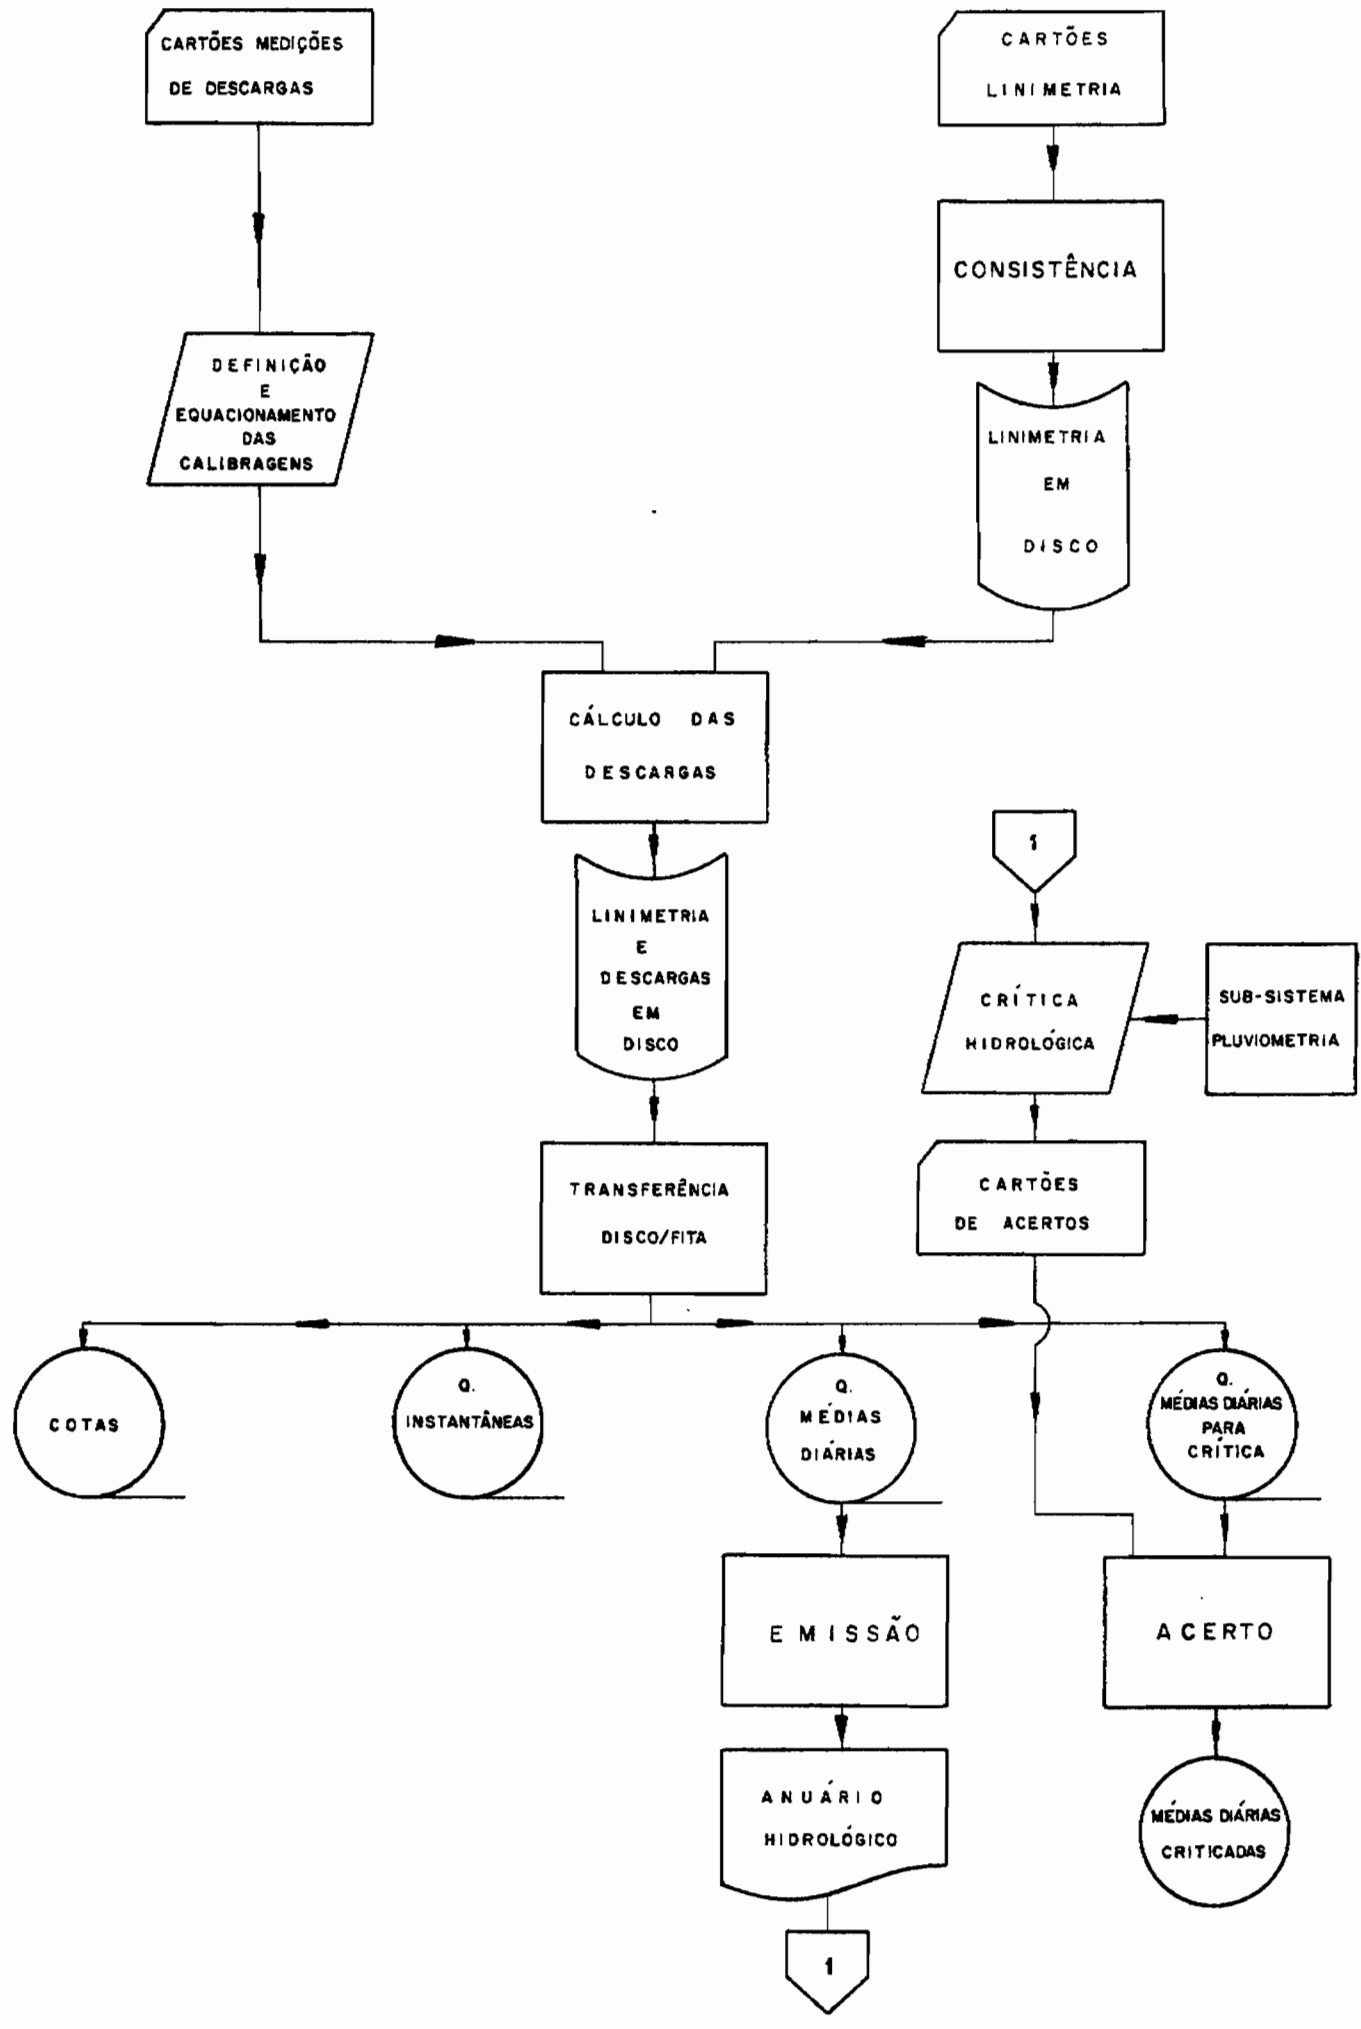 CARTÕES MEDIÇÕES
DE DESCARGAS
CARTÕES
LINIMETRIA
CONSISTÊNCIA
DEFINIÇÃO
E
EQUACIONAMENTO
DAS
CALIBRAGENS
LINIMETRIA
EM
DISCO
CÁLCULO DAS
DESCARGAS
1
LINIMETRIA
E
DESCARGAS
EM
DISCO
CRÍTICA
HIDROLÓGICA
SUB-SISTEMA
PLUVIOMETRIA
TRANSFERÊNCIA
DISCO/FITA
CARTÕES
DE ACERTOS
COTAS
Q.
INSTANTÂNEAS
Q.
MÉDIAS
DIÁRIAS
Q.
MÉDIAS DIÁRIAS
PARA
CRÍTICA
EMISSÃO
ACERTO
ANUÁRIO
HIDROLÓGICO
MÉDIAS DIÁRIAS
CRITICADAS
1